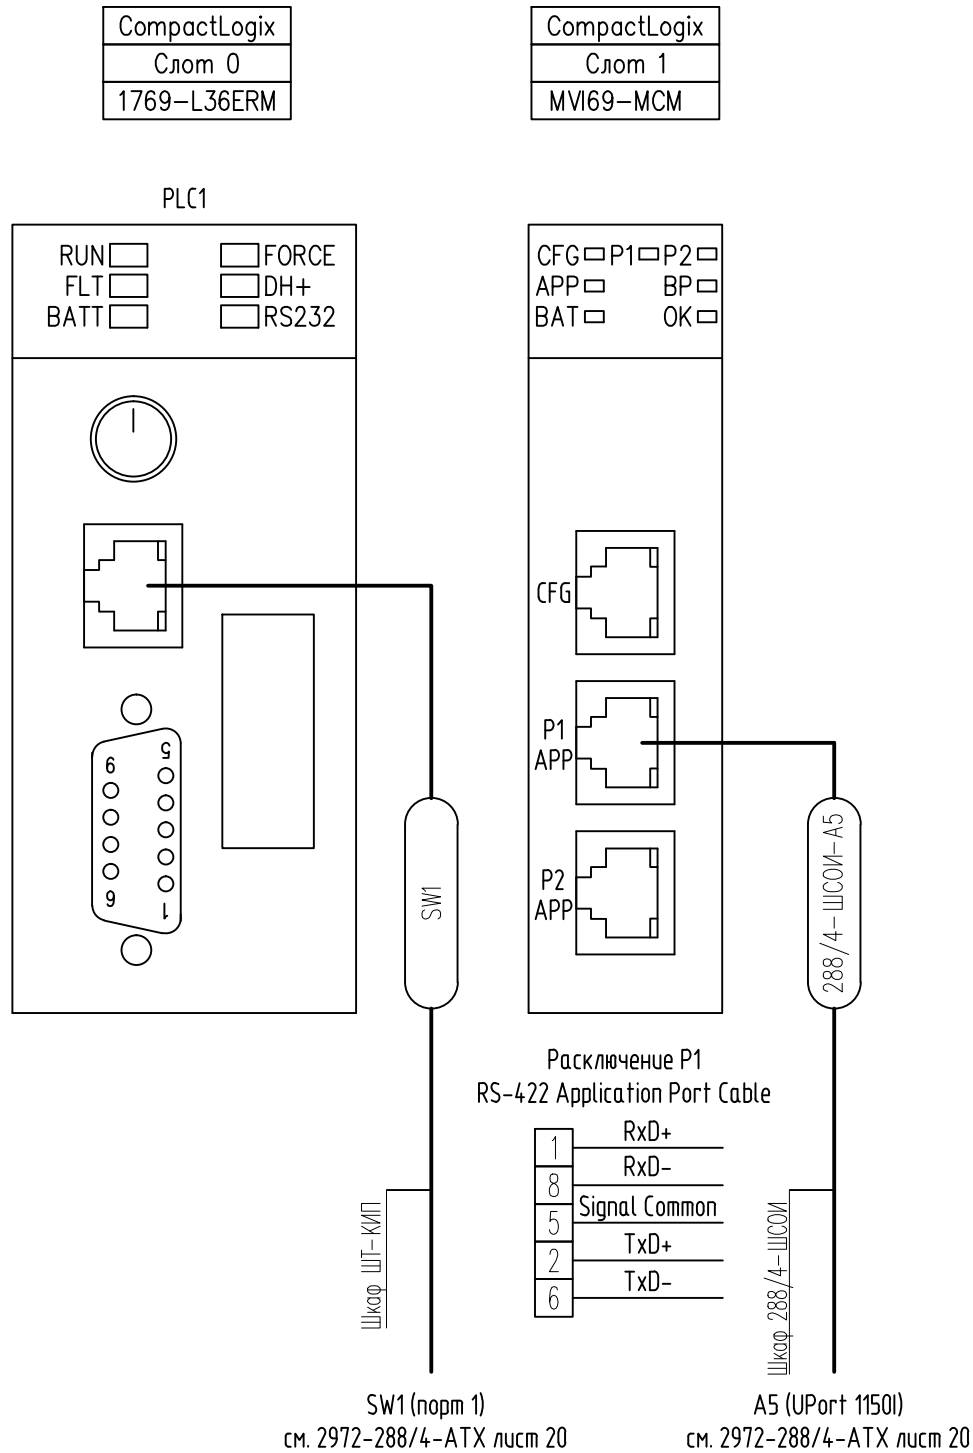 CompactLogix
Слот 0
1769-L36ERM
CompactLogix
Слот 1
MVI69-MCM
PLC1
RUN
FORCE
FLT
DH+
BATT
RS232
CFG P1 P2
APP BP
BAT OK
CFG
P1
APP
P2
APP
9
5
6
1
SW1
288/4-ШСОИ-А5
Расключение P1
RS-422 Application Port Cable
1 RxD+
8 RxD-
5 Signal Common
2 TxD+
6 TxD-
Шкаф ШТ-КИП
Шкаф 288/4-ШСОИ
SW1 (порт 1)
см. 2972-288/4-АТХ лист 20
A5 (UPort 1150I)
см. 2972-288/4-АТХ лист 20